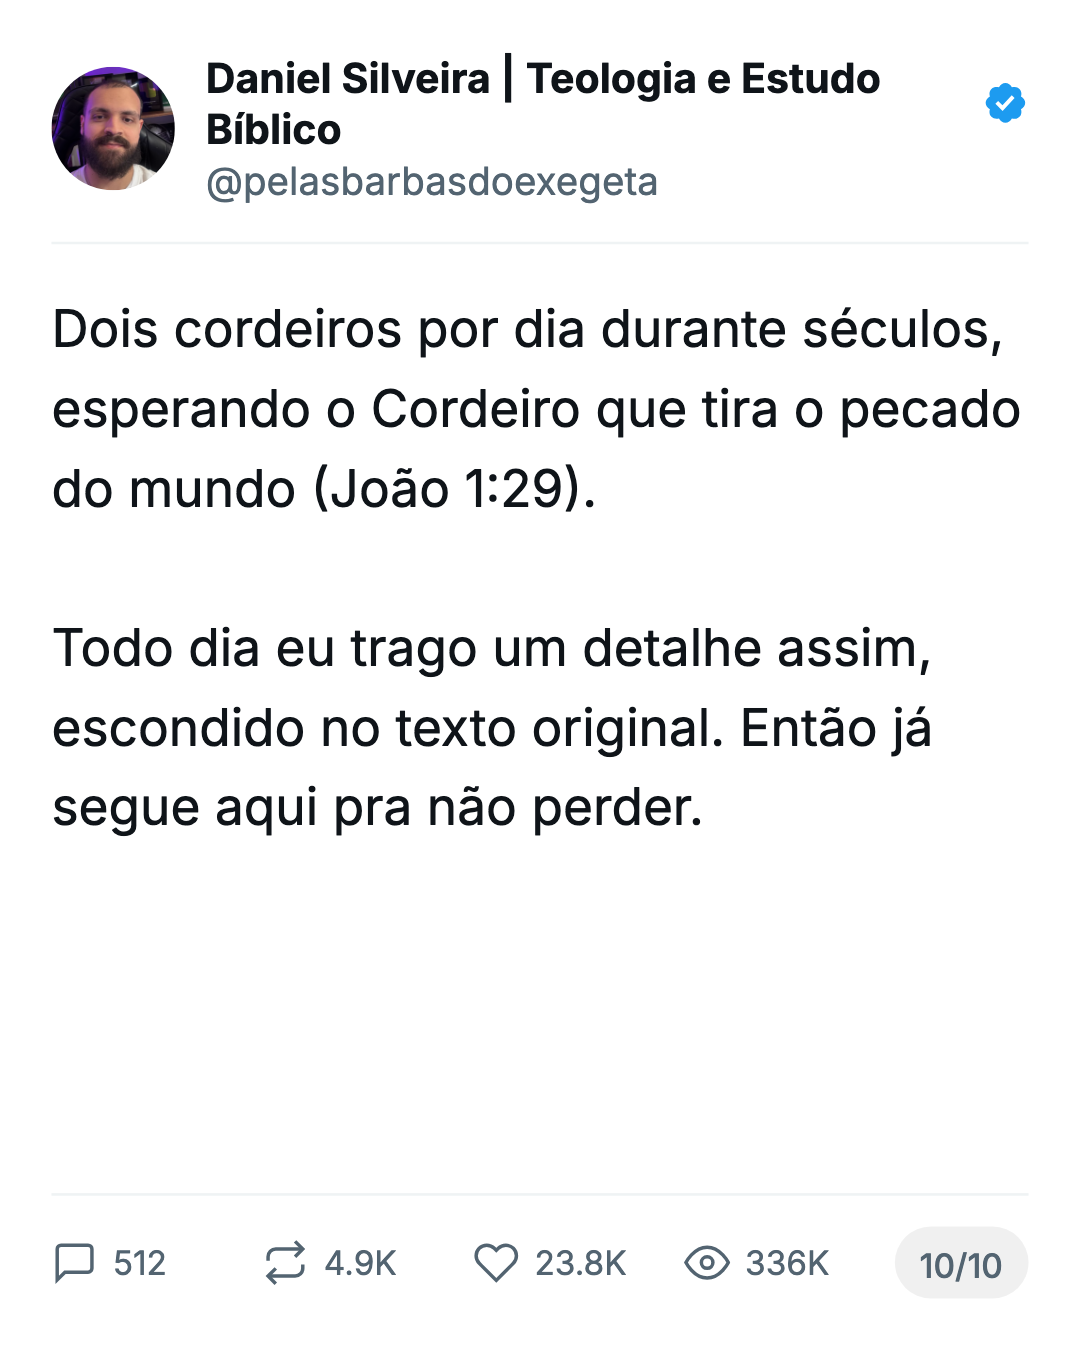 Daniel Silveira | Teologia e Estudo
Bíblico
@pelasbarbasdoexegeta
Dois cordeiros por dia durante séculos,
esperando o Cordeiro que tira o pecado
do mundo (João 1:29).
Todo dia eu trago um detalhe assim,
escondido no texto original. Então já
segue aqui pra não perder.
512 4.9K 23.8K 336K 10/10